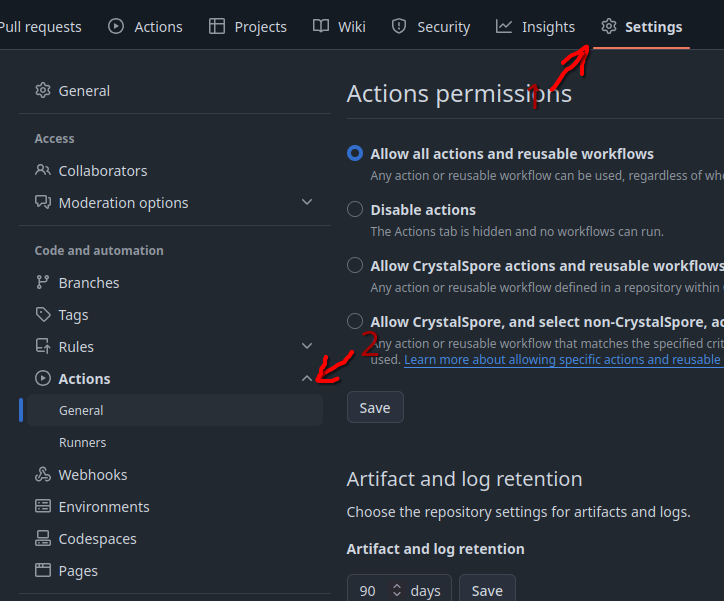 Pull requests
Actions
Projects
Wiki
Security
Insights
Settings
1
General
Access
Collaborators
Moderation options
Code and automation
Branches
Tags
Rules
Actions
2
General
Runners
Webhooks
Environments
Codespaces
Pages
Actions permissions
Allow all actions and reusable workflows
Any action or reusable workflow can be used, regardless of
Disable actions
The Actions tab is hidden and no workflows can run.
Allow CrystalSpore actions and reusable workflows
Any action or reusable workflow defined in a repository within
Allow CrystalSpore, and select non-CrystalSpore,
Any action or reusable workflow that matches the specified
used. Learn more about allowing specific actions and reusable
Save
Artifact and log retention
Choose the repository settings for artifacts and logs.
Artifact and log retention
90 days
Save